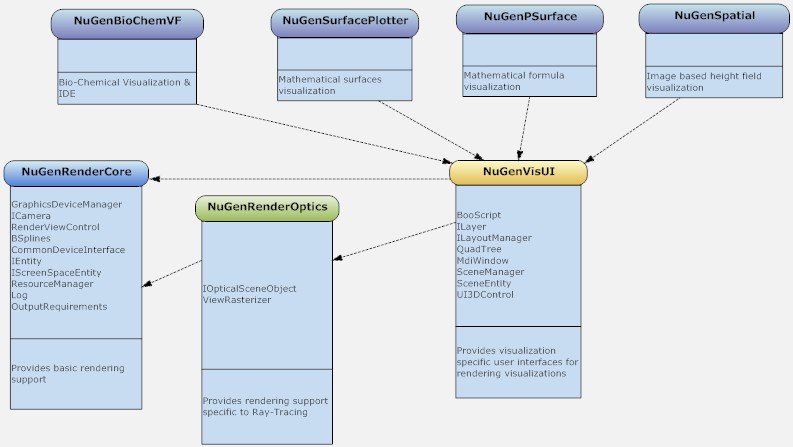 NuGenBioChemVF
Bio-Chemical Visualization &
IDE
NuGenSurfacePlotter
Mathematical surfaces
visualization
NuGenPSurface
Mathematical formula
visualization
NuGenSpatial
Image based height field
visualization
NuGenRenderCore
GraphicsDeviceManager
ICamera
RenderViewControl
BSplines
CommonDeviceInterface
IEntity
IScreenSpaceEntity
ResourceManager
Log
OutputRequirements
Provides basic rendering
support
NuGenRenderOptics
IOpticalSceneObject
ViewRasterizer
Provides rendering support
specific to Ray-Tracing
NuGenVisUI
BooScript
ILayer
ILayoutManager
QuadTree
MdiWindow
SceneManager
SceneEntity
UI3DControl
Provides visualization
specific user interfaces for
rendering visualizations